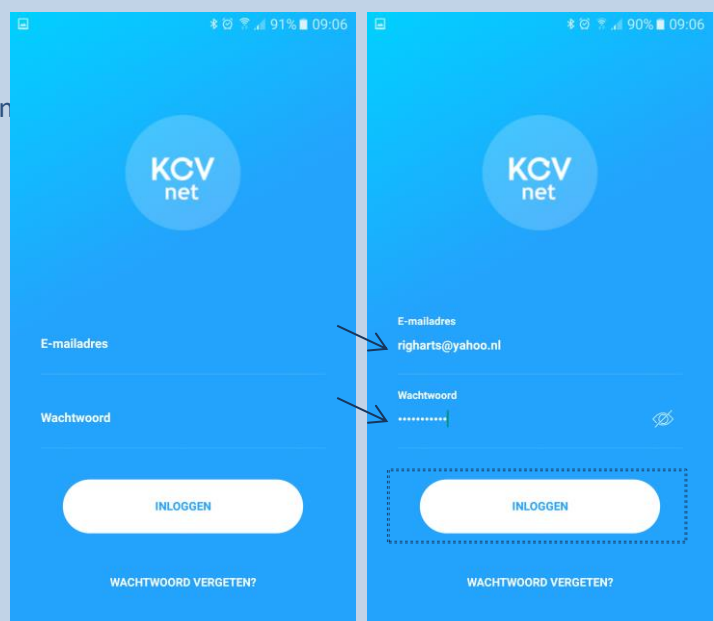 91% 09:06
KCV
net
E-mailadres
Wachtwoord
INLOGGEN
WACHTWOORD VERGETEN?
90% 09:06
KCV
net
E-mailadres
righarts@yahoo.nl
Wachtwoord
•••••••••••
INLOGGEN
WACHTWOORD VERGETEN?